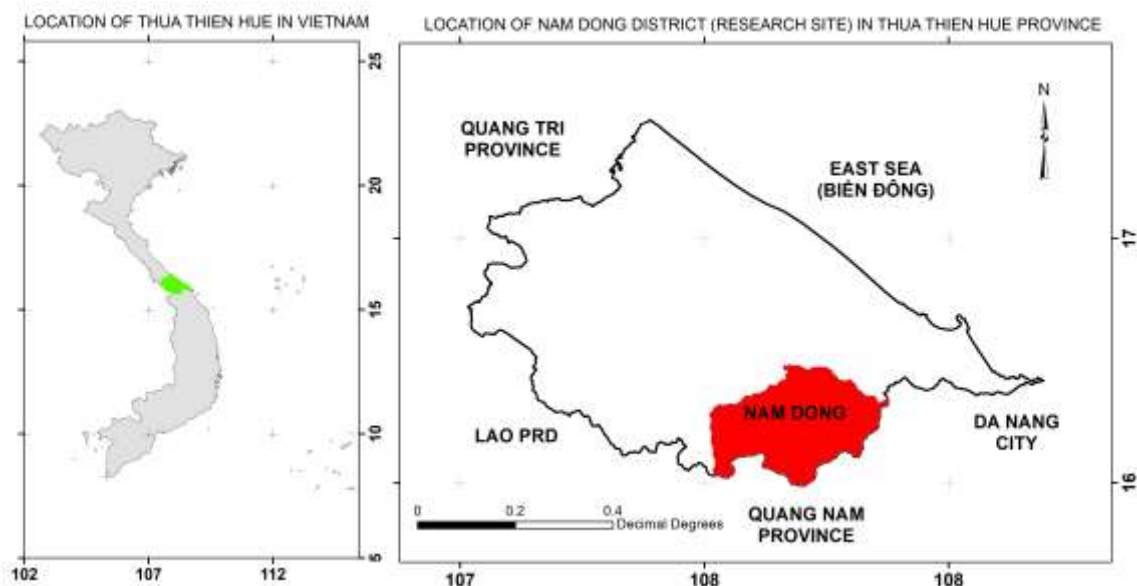 LOCATION OF THUA THIEN HUE IN VIETNAM
25
20
15
10
5
102 107 112
LOCATION OF NAM DONG DISTRICT (RESEARCH SITE) IN THUA THIEN HUE PROVINCE
N
QUANG TRI
PROVINCE
EAST SEA
(BIÊN ĐÔNG)
17
NAM DONG
LAO PRD
DA NANG
CITY
16
0 0.2 0.4
Decimal Degrees
QUANG NAM
PROVINCE
107 108 108